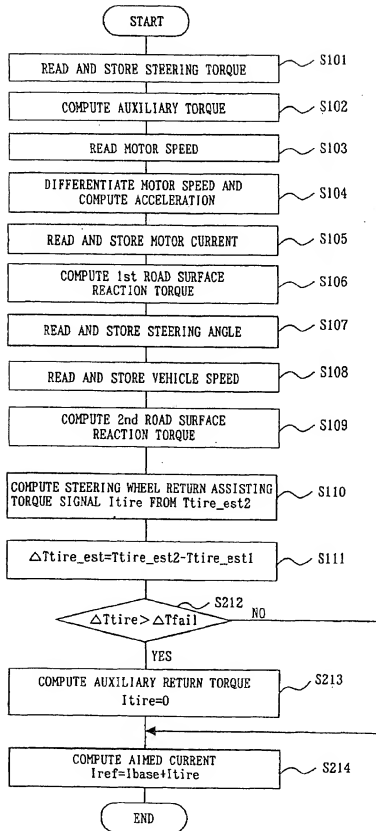 START
READ AND STORE STEERING TORQUE
S101
COMPUTE AUXILIARY TORQUE
S102
READ MOTOR SPEED
S103
DIFFERENTIATE MOTOR SPEED AND
COMPUTE ACCELERATION
S104
READ AND STORE MOTOR CURRENT
S105
COMPUTE 1st ROAD SURFACE
REACTION TORQUE
S106
READ AND STORE STEERING ANGLE
S107
READ AND STORE VEHICLE SPEED
S108
COMPUTE 2nd ROAD SURFACE
REACTION TORQUE
S109
COMPUTE STEERING WHEEL RETURN ASSISTING
TORQUE SIGNAL Itire FROM Ttire_est2
S110
△Ttire_est=Ttire_est2-Ttire_est1
S111
S212
△Ttire>△Tfail
NO
YES
COMPUTE AUXILIARY RETURN TORQUE
Itire=0
S213
COMPUTE AIMED CURRENT
Iref=Ibase+Itire
S214
END